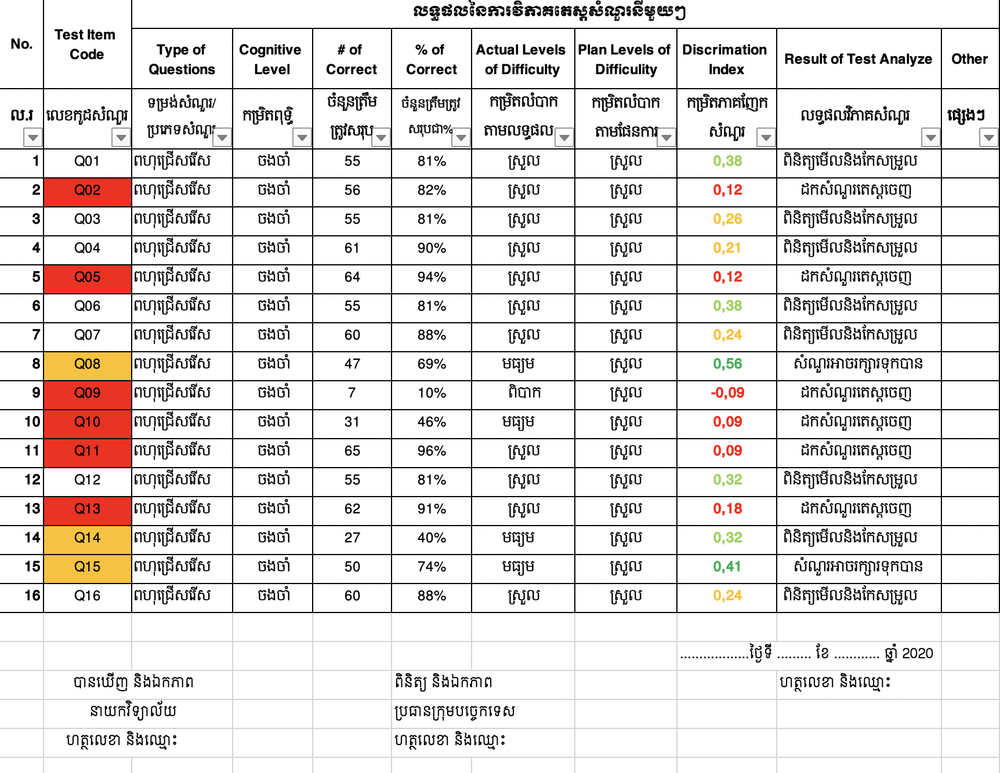 លទ្ធផលនៃការវិភាគតេស្តសំណួរនីមួយៗ
No. Test Item Code Type of Questions Cognitive Level # of Correct % of Correct Actual Levels of Difficulty Plan Levels of Difficulity Discrimation Index Result of Test Analyze Other
ល.រ លេខកូដសំណួរ ទម្រង់សំណួរ/ ប្រភេទសំណួរ កម្រិតពុទ្ធិ ចំនួនត្រឹមត្រូវសរុប ចំនួនត្រឹមត្រូវសរុបជា% កម្រិតលំបាកតាមលទ្ធផល កម្រិតលំបាកតាមផែនការ កម្រិតភាគញែកសំណួរ លទ្ធផលវិភាគសំណួរ ផ្សេងៗ
1 Q01 ពហុជ្រើសរើស ចងចាំ 55 81% ស្រួល ស្រួល 0,38 ពិនិត្យមើលនិងកែសម្រួល
2 Q02 ពហុជ្រើសរើស ចងចាំ 56 82% ស្រួល ស្រួល 0,12 ដកសំណួរតេស្តចេញ
3 Q03 ពហុជ្រើសរើស ចងចាំ 55 81% ស្រួល ស្រួល 0,26 ពិនិត្យមើលនិងកែសម្រួល
4 Q04 ពហុជ្រើសរើស ចងចាំ 61 90% ស្រួល ស្រួល 0,21 ពិនិត្យមើលនិងកែសម្រួល
5 Q05 ពហុជ្រើសរើស ចងចាំ 64 94% ស្រួល ស្រួល 0,12 ដកសំណួរតេស្តចេញ
6 Q06 ពហុជ្រើសរើស ចងចាំ 55 81% ស្រួល ស្រួល 0,38 ពិនិត្យមើលនិងកែសម្រួល
7 Q07 ពហុជ្រើសរើស ចងចាំ 60 88% ស្រួល ស្រួល 0,24 ពិនិត្យមើលនិងកែសម្រួល
8 Q08 ពហុជ្រើសរើស ចងចាំ 47 69% មធ្យម ស្រួល 0,56 សំណួរអាចរក្សារទុកបាន
9 Q09 ពហុជ្រើសរើស ចងចាំ 7 10% ពិបាក ស្រួល -0,09 ដកសំណួរតេស្តចេញ
10 Q10 ពហុជ្រើសរើស ចងចាំ 31 46% មធ្យម ស្រួល 0,09 ដកសំណួរតេស្តចេញ
11 Q11 ពហុជ្រើសរើស ចងចាំ 65 96% ស្រួល ស្រួល 0,09 ដកសំណួរតេស្តចេញ
12 Q12 ពហុជ្រើសរើស ចងចាំ 55 81% ស្រួល ស្រួល 0,32 ពិនិត្យមើលនិងកែសម្រួល
13 Q13 ពហុជ្រើសរើស ចងចាំ 62 91% ស្រួល ស្រួល 0,18 ដកសំណួរតេស្តចេញ
14 Q14 ពហុជ្រើសរើស ចងចាំ 27 40% មធ្យម ស្រួល 0,32 ពិនិត្យមើលនិងកែសម្រួល
15 Q15 ពហុជ្រើសរើស ចងចាំ 50 74% មធ្យម ស្រួល 0,41 សំណួរអាចរក្សារទុកបាន
16 Q16 ពហុជ្រើសរើស ចងចាំ 60 88% ស្រួល ស្រួល 0,24 ពិនិត្យមើលនិងកែសម្រួល
..................ថ្ងៃទី ......... ខែ ............ ឆ្នាំ 2020
បានឃើញ និងឯកភាព ពិនិត្យ និងឯកភាព ហត្ថលេខា និងឈ្មោះ
នាយកវិទ្យាល័យ ប្រធានក្រុមបច្ចេកទេស
ហត្ថលេខា និងឈ្មោះ ហត្ថលេខា និងឈ្មោះ